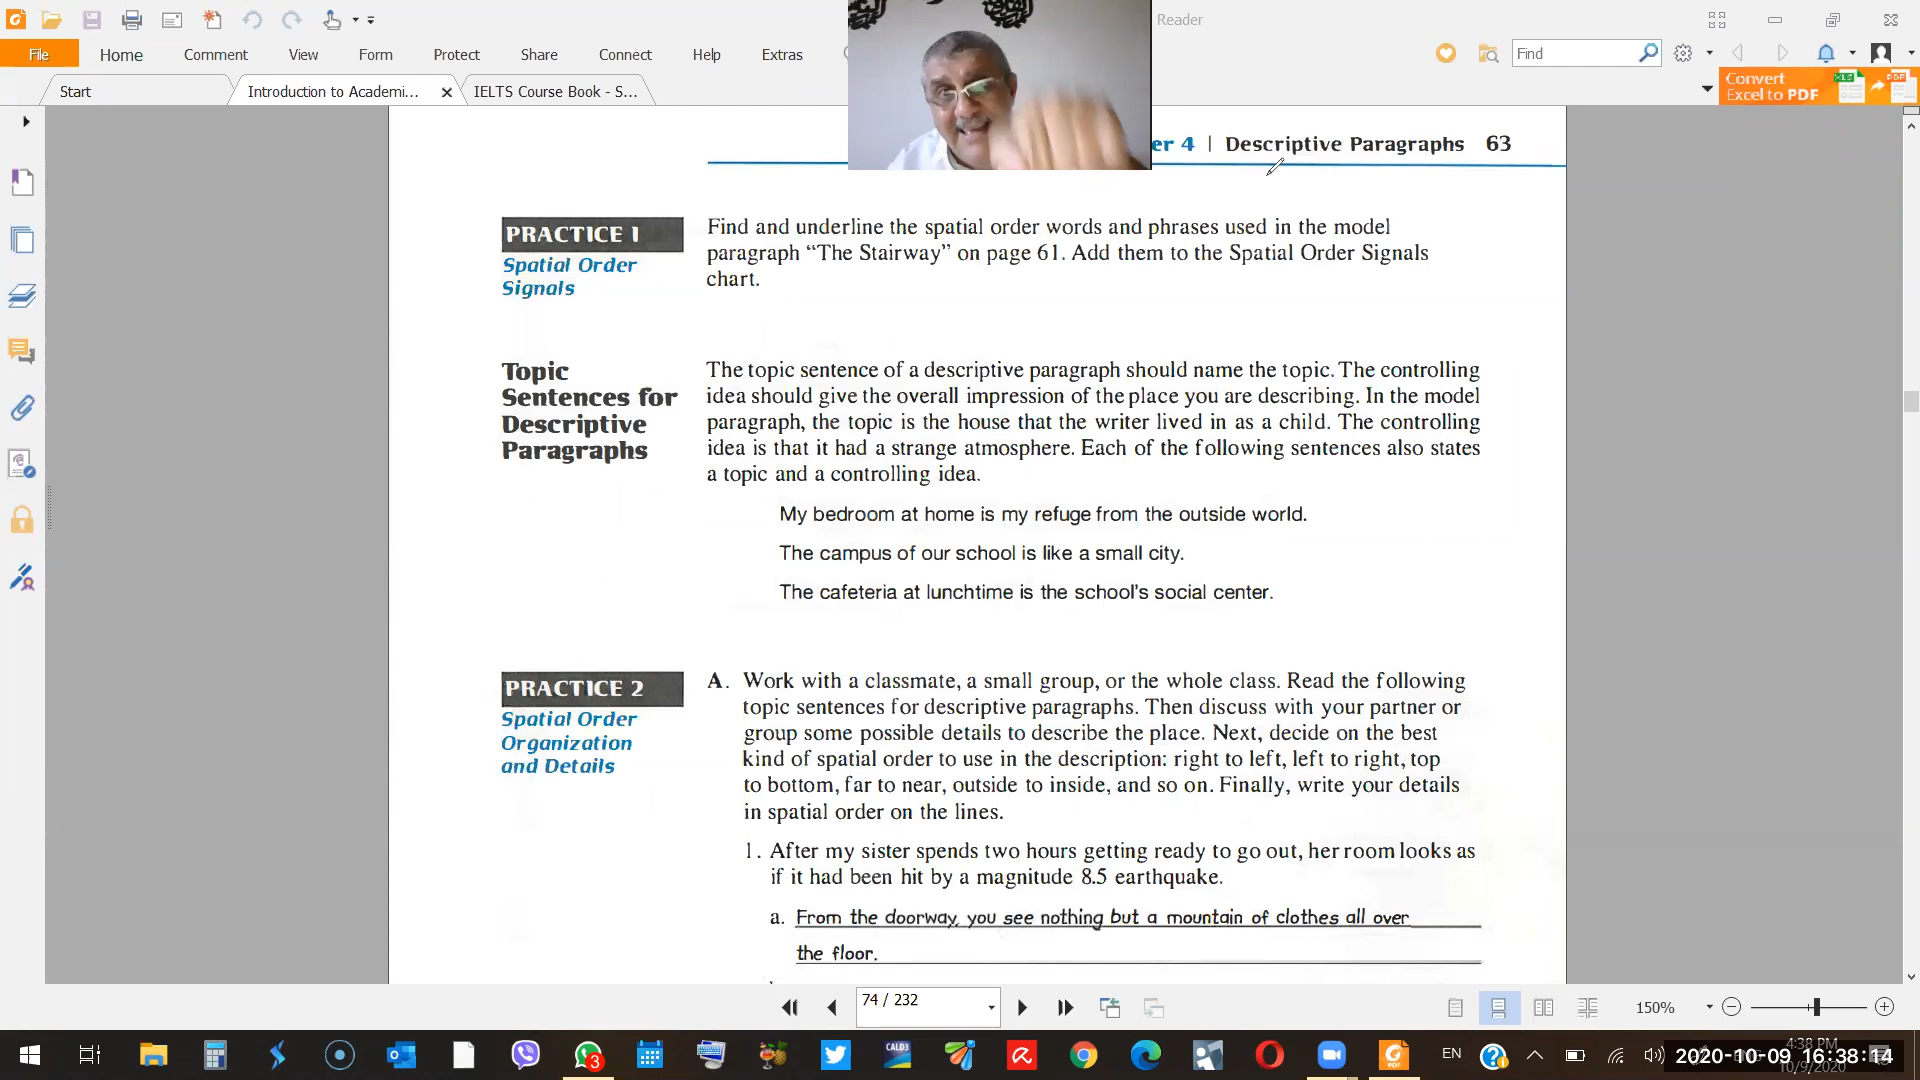 Reader
File
Home
Comment
View
Form
Protect
Share
Connect
Help
Extras
Find
Start
Introduction to Academi...
IELTS Course Book - S...
Convert
Excel to PDF
er 4 | Descriptive Paragraphs 63
PRACTICE 1
Spatial Order
Signals
Find and underline the spatial order words and phrases used in the model
paragraph “The Stairway” on page 61. Add them to the Spatial Order Signals
chart.
Topic
Sentences for
Descriptive
Paragraphs
The topic sentence of a descriptive paragraph should name the topic. The controlling
idea should give the overall impression of the place you are describing. In the model
paragraph, the topic is the house that the writer lived in as a child. The controlling
idea is that it had a strange atmosphere. Each of the following sentences also states
a topic and a controlling idea.
My bedroom at home is my refuge from the outside world.
The campus of our school is like a small city.
The cafeteria at lunchtime is the school’s social center.
PRACTICE 2
Spatial Order
Organization
and Details
A. Work with a classmate, a small group, or the whole class. Read the following
topic sentences for descriptive paragraphs. Then discuss with your partner or
group some possible details to describe the place. Next, decide on the best
kind of spatial order to use in the description: right to left, left to right, top
to bottom, far to near, outside to inside, and so on. Finally, write your details
in spatial order on the lines.
1. After my sister spends two hours getting ready to go out, her room looks as
if it had been hit by a magnitude 8.5 earthquake.
a. From the doorway, you see nothing but a mountain of clothes all over
the floor.
74 / 232
150%
3
CALD3
EN
4:38 PM
10/9/2020
2020-10-09 16:38:14